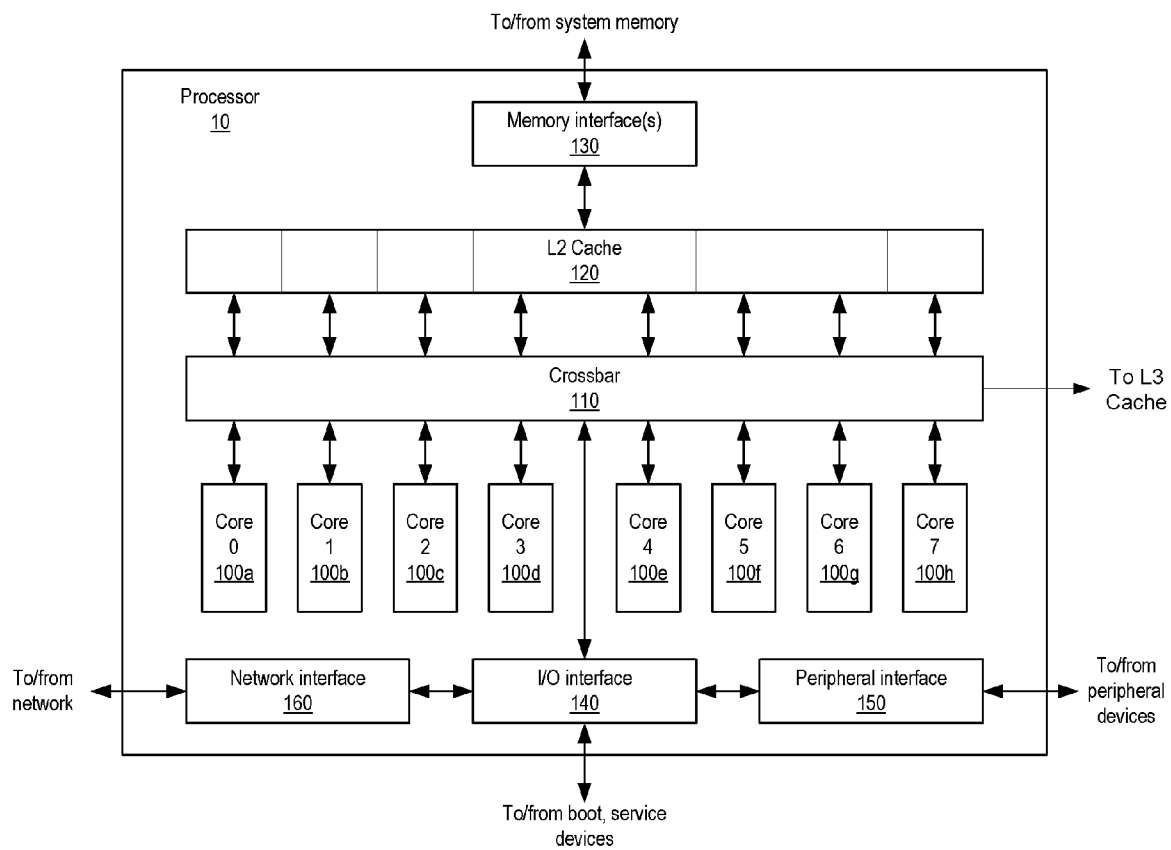 To/from system memory
Processor
10
Memory interface(s)
130
L2 Cache
120
Crossbar
110
To L3
Cache
Core
0
100a
Core
1
100b
Core
2
100c
Core
3
100d
Core
4
100e
Core
5
100f
Core
6
100g
Core
7
100h
To/from
network
Network interface
160
I/O interface
140
Peripheral interface
150
To/from
peripheral
devices
To/from boot, service
devices